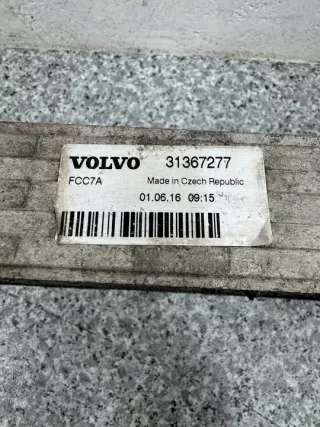 VOLVO 31367277
FCC7A Made in Czech Republic
01.06.16 09:15